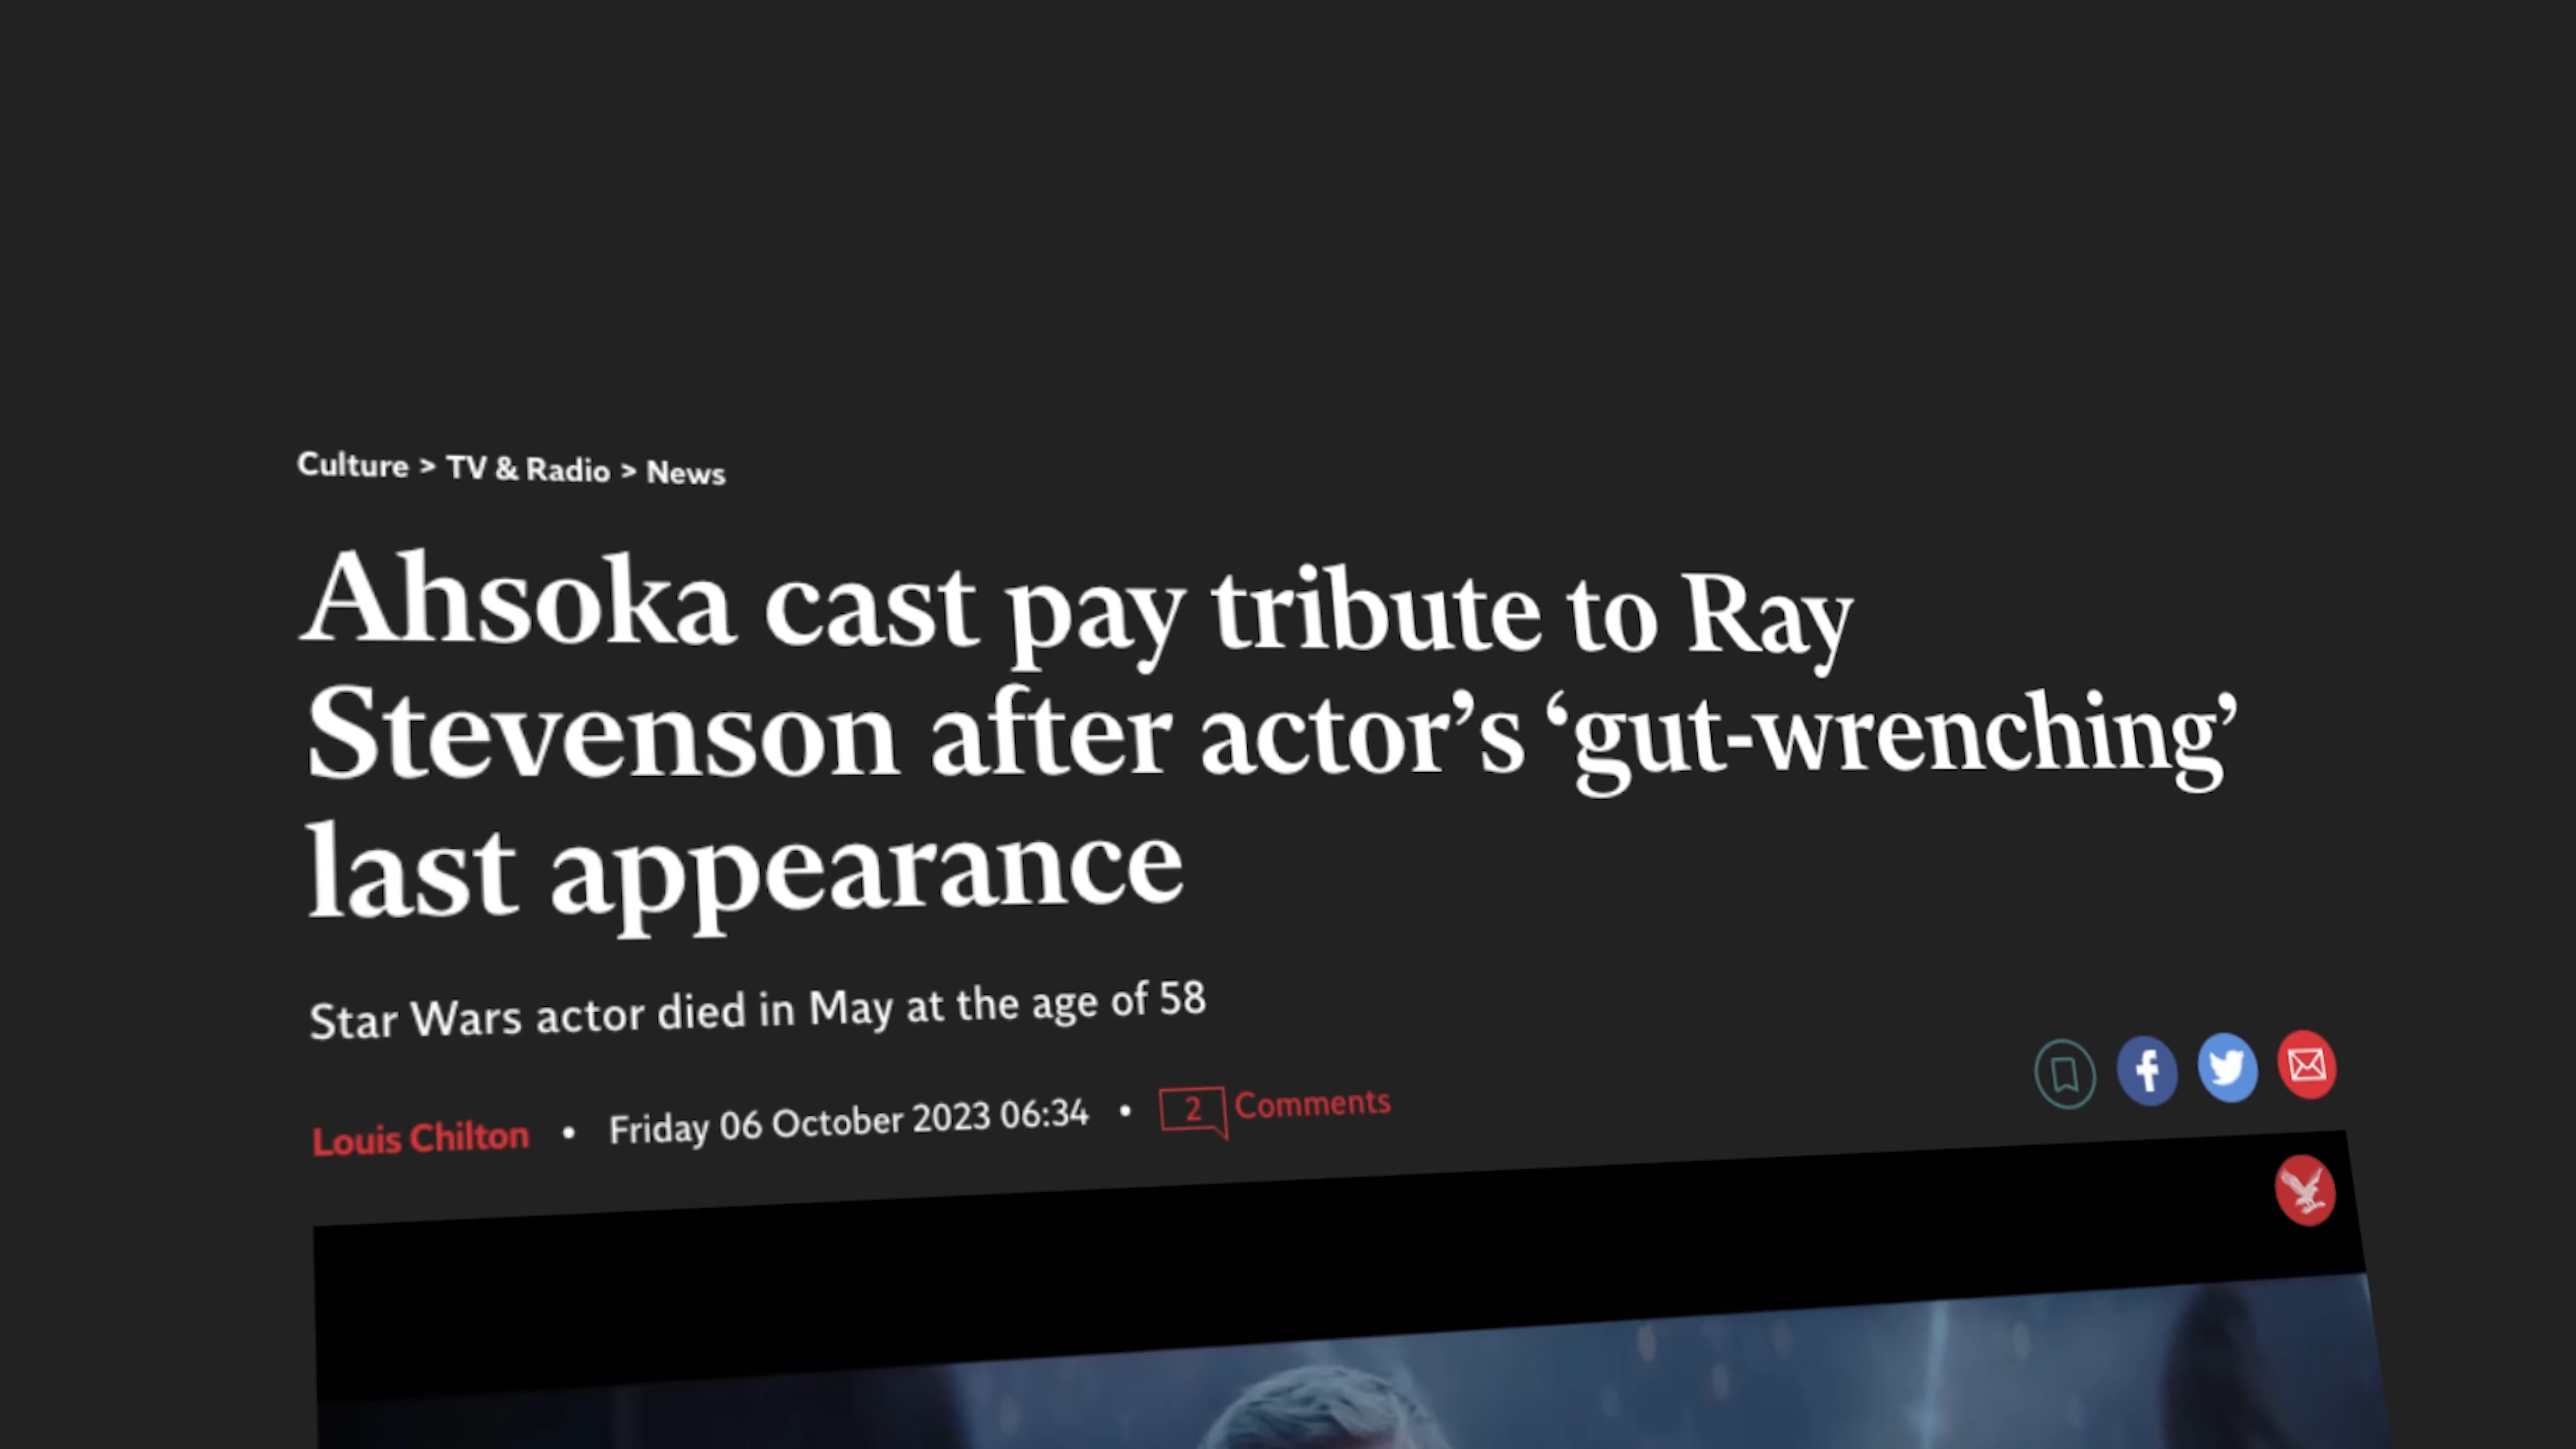 Culture > TV & Radio > News
Ahsoka cast pay tribute to Ray
Stevenson after actor’s ‘gut-wrenching’
last appearance
Star Wars actor died in May at the age of 58
Louis Chilton • Friday 06 October 2023 06:34 • 2 Comments